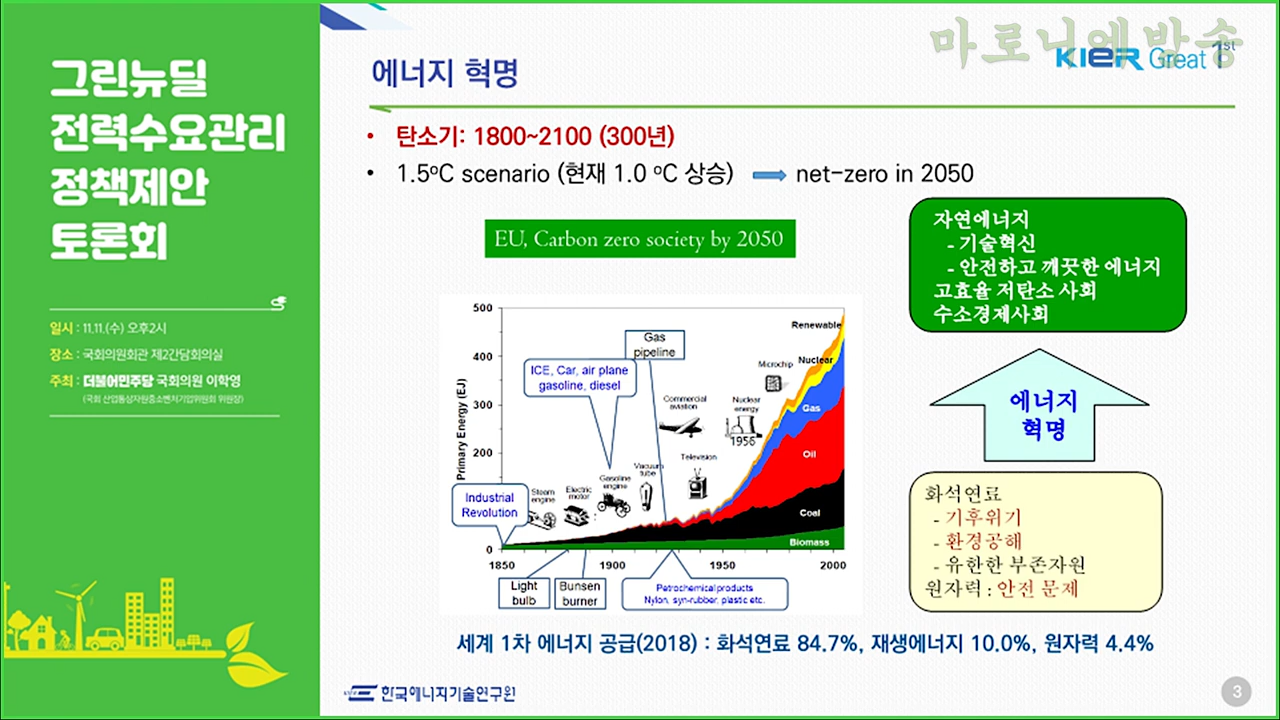 그린뉴딜
전력수요관리
정책제안
토론회
일시 : 11.11.(수) 오후2시
장소 : 국회의원회관 제2간담회의실
주최 : 더불어민주당 국회의원 이학영
(국회 산업통상자원중소벤처기업위원회 위원장)
마로니에방송
KIER Great 1st
에너지 혁명
• 탄소기: 1800~2100 (300년)
• 1.5ºC scenario (현재 1.0 ºC 상승) net-zero in 2050
EU, Carbon zero society by 2050
자연에너지
- 기술혁신
- 안전하고 깨끗한 에너지
고효율 저탄소 사회
수소경제사회
에너지
혁명
화석연료
- 기후위기
- 환경공해
- 유한한 부존자원
원자력 : 안전 문제
Primary Energy (EJ)
500
400
300
200
0
1850
1900
1950
2000
Gas
pipeline
ICE, Car, air plane
gasoline, diesel
Industrial
Revolution
Steam
engine
Electric
motor
Gasoline
engine
Vacuum
tube
Commercial
aviation
Television
Nuclear
energy
1956
Microchip
Renewable
Nuclear
Gas
Oil
Coal
Biomass
Light
bulb
Bunsen
burner
Petrochemical products
Nylon, syn-rubber, plastic etc.
세계 1차 에너지 공급(2018) : 화석연료 84.7%, 재생에너지 10.0%, 원자력 4.4%
한국에너지기술연구원
3